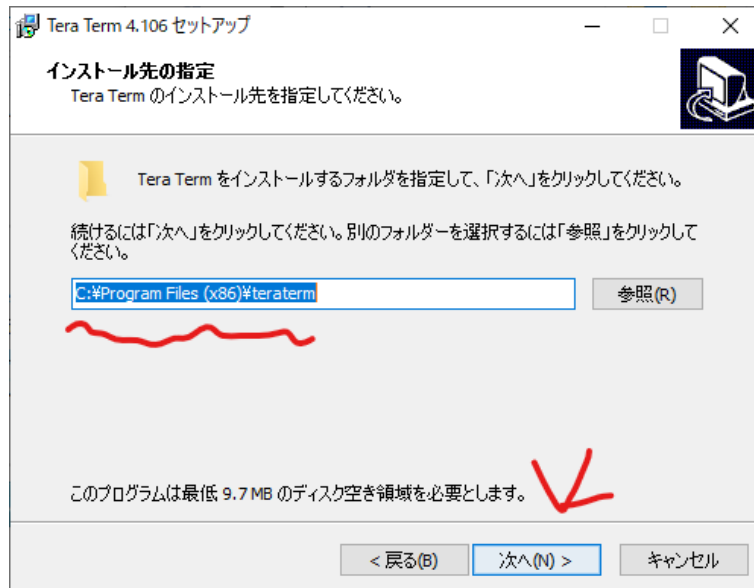 Tera Term 4.106 セットアップ
インストール先の指定
Tera Term のインストール先を指定してください。
Tera Term をインストールするフォルダを指定して、「次へ」をクリックしてください。
続けるには「次へ」をクリックしてください。別のフォルダーを選択するには「参照」をクリックして
ください。
C:¥Program Files (x86)¥teraterm
参照(R)
このプログラムは最低 9.7 MB のディスク空き領域を必要とします。
< 戻る(B)
次へ(N) >
キャンセル